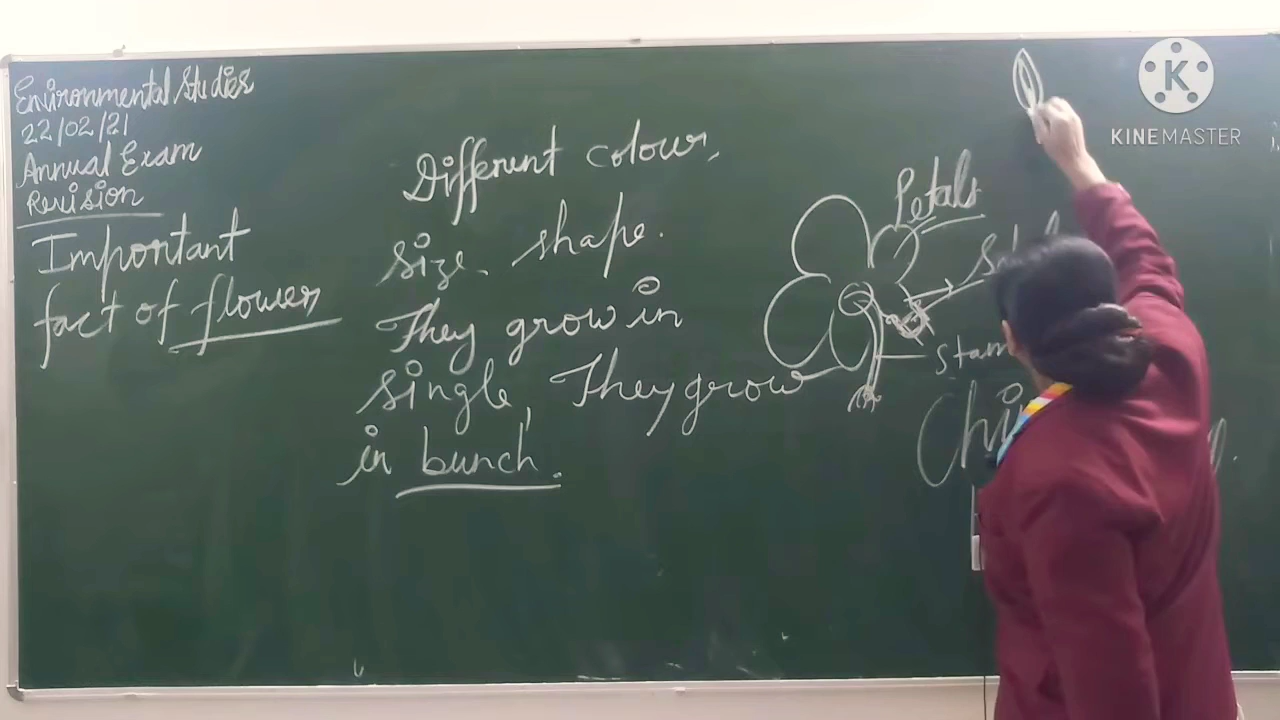 Environmental Studies
22/02/21
Annual Exam
Revision
Important
fact of flower
Different colour,
size shape.
They grow in
single, They grow
in bunch.
Petals
K
KINEMASTER